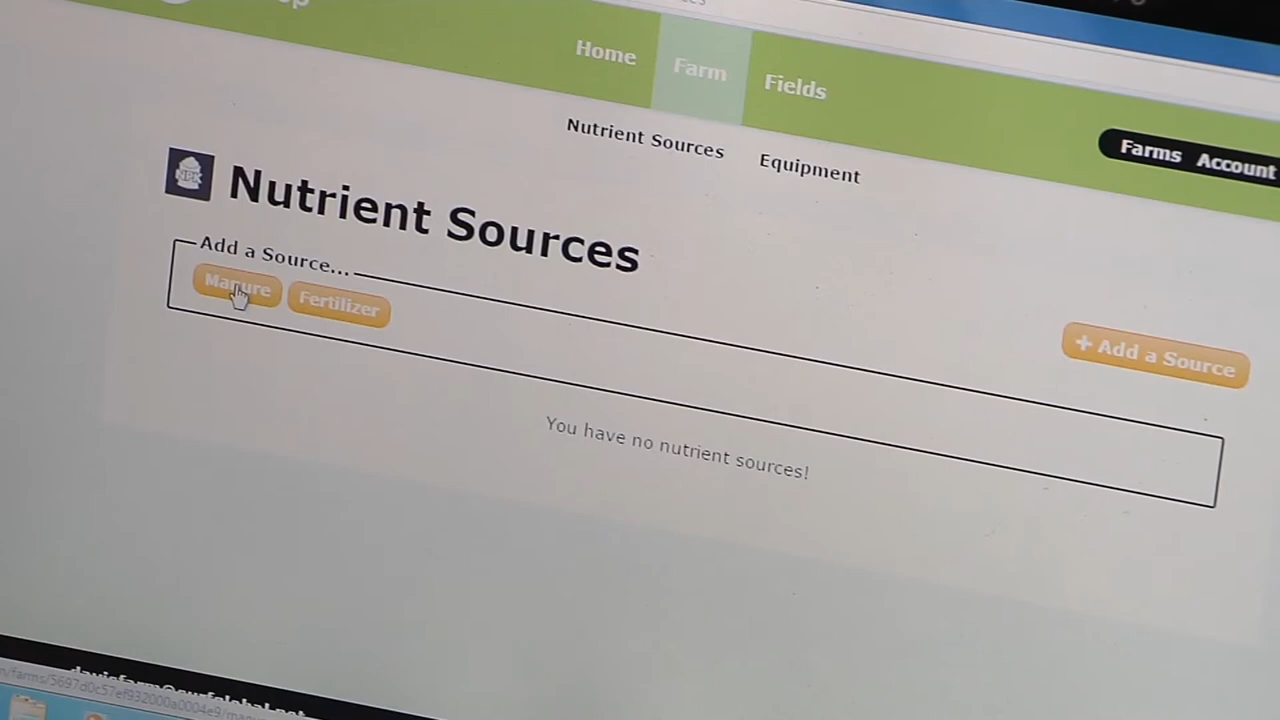 Home Farm Fields
Nutrient Sources Equipment
Farms Account
NPK
Nutrient Sources
Add a Source...
Manure Fertilizer
+ Add a Source
You have no nutrient sources!